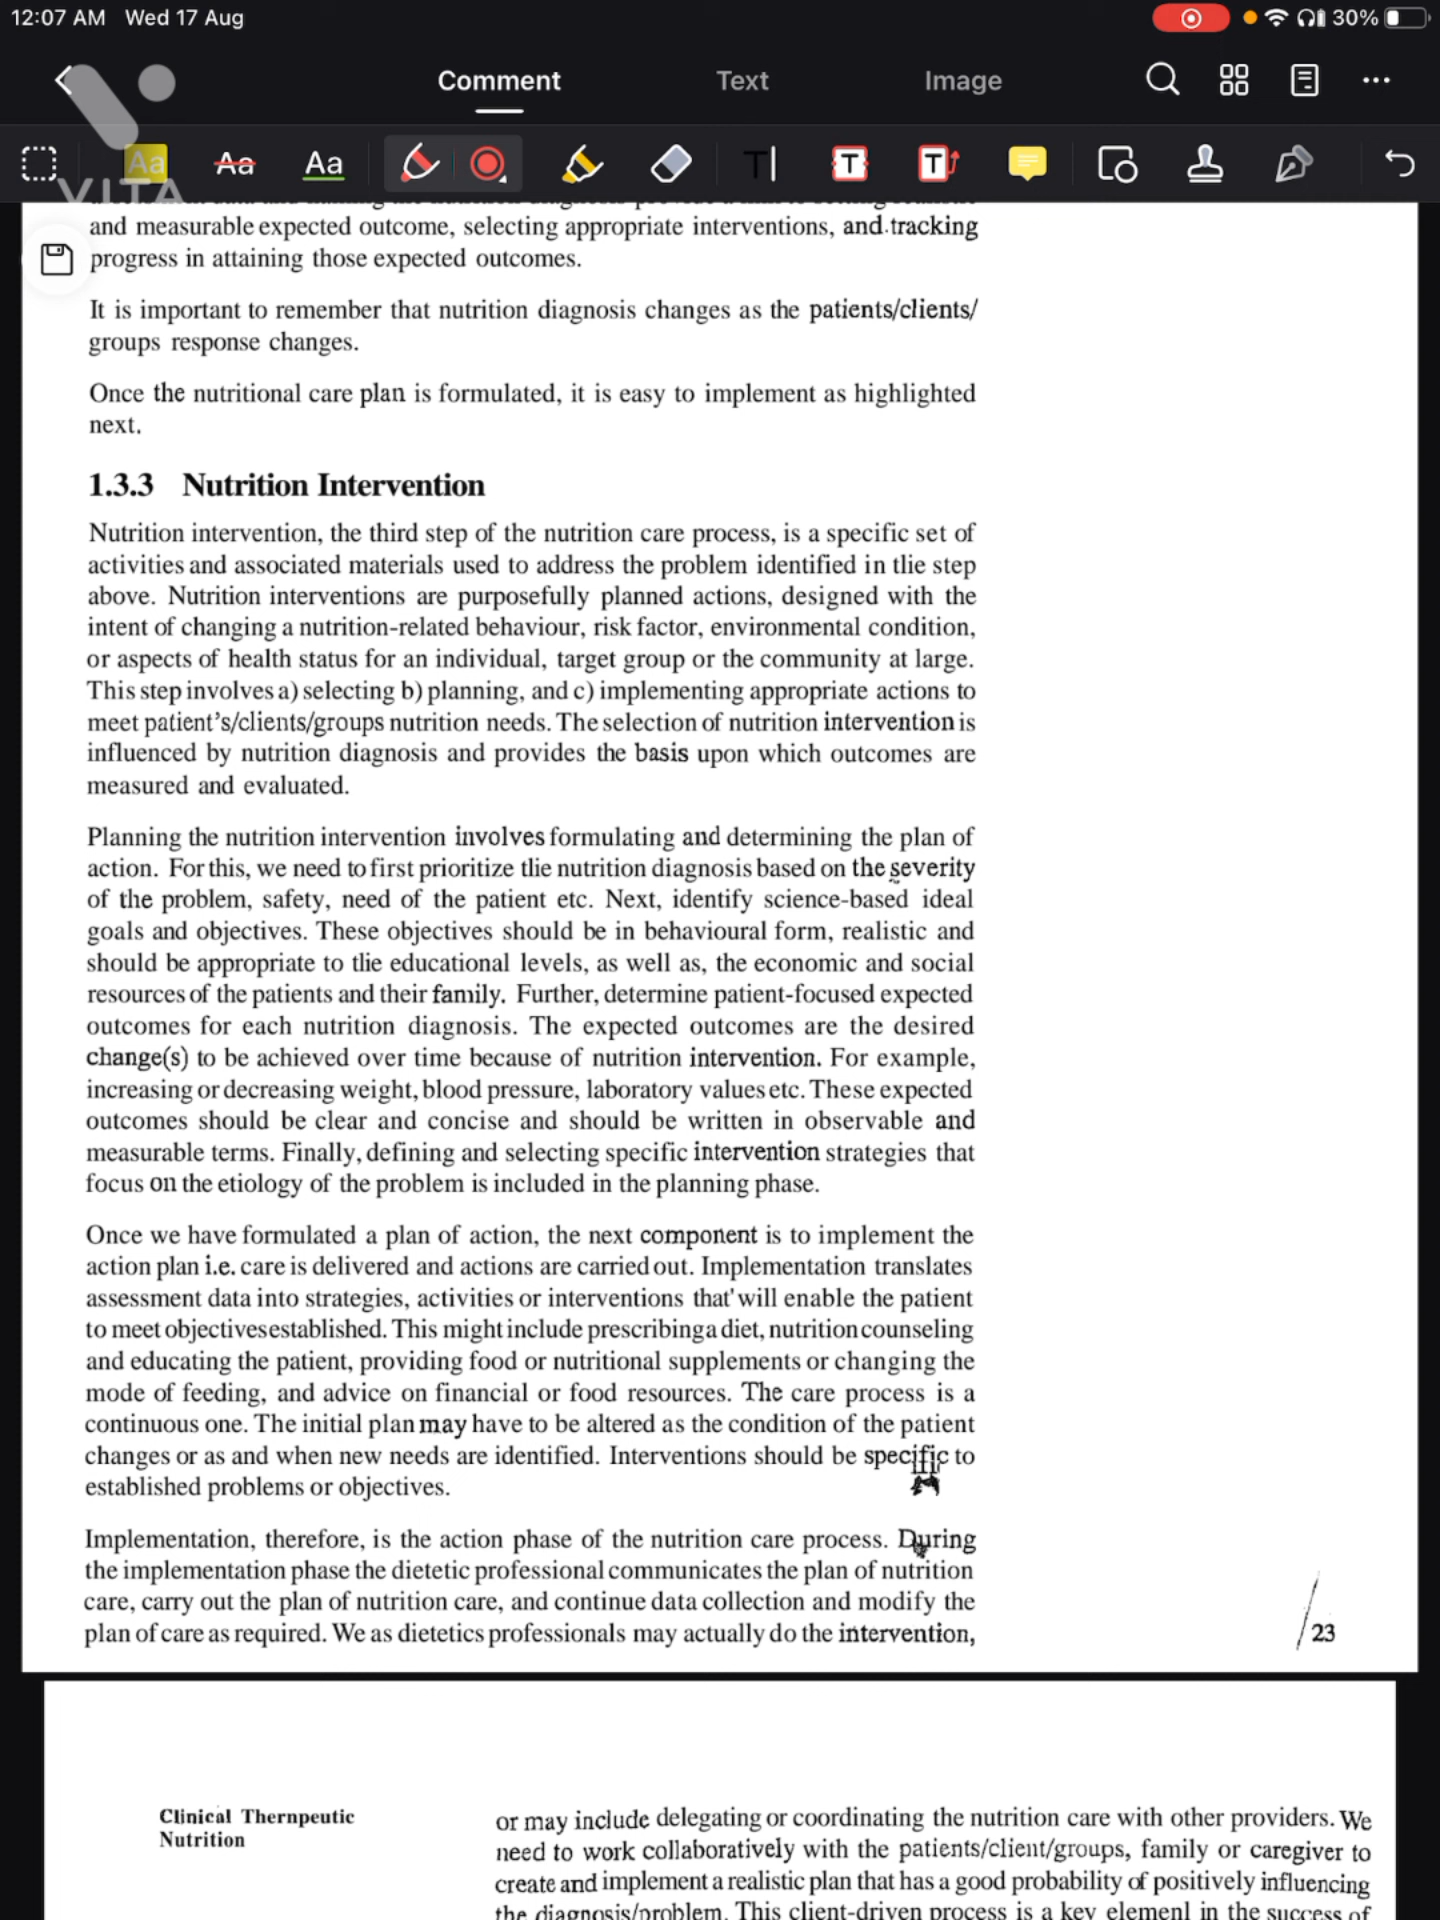 12:07 AM Wed 17 Aug
30%
Comment Text Image
Aa Aa Aa T T T
VITA
and measurable expected outcome, selecting appropriate interventions, and tracking
progress in attaining those expected outcomes.
It is important to remember that nutrition diagnosis changes as the patients/clients/
groups response changes.
Once the nutritional care plan is formulated, it is easy to implement as highlighted
next.
1.3.3 Nutrition Intervention
Nutrition intervention, the third step of the nutrition care process, is a specific set of
activities and associated materials used to address the problem identified in tlie step
above. Nutrition interventions are purposefully planned actions, designed with the
intent of changing a nutrition-related behaviour, risk factor, environmental condition,
or aspects of health status for an individual, target group or the community at large.
This step involves a) selecting b) planning, and c) implementing appropriate actions to
meet patient's/clients/groups nutrition needs. The selection of nutrition intervention is
influenced by nutrition diagnosis and provides the basis upon which outcomes are
measured and evaluated.
Planning the nutrition intervention involves formulating and determining the plan of
action. For this, we need to first prioritize tlie nutrition diagnosis based on the severity
of the problem, safety, need of the patient etc. Next, identify science-based ideal
goals and objectives. These objectives should be in behavioural form, realistic and
should be appropriate to tlie educational levels, as well as, the economic and social
resources of the patients and their family. Further, determine patient-focused expected
outcomes for each nutrition diagnosis. The expected outcomes are the desired
change(s) to be achieved over time because of nutrition intervention. For example,
increasing or decreasing weight, blood pressure, laboratory values etc. These expected
outcomes should be clear and concise and should be written in observable and
measurable terms. Finally, defining and selecting specific intervention strategies that
focus on the etiology of the problem is included in the planning phase.
Once we have formulated a plan of action, the next component is to implement the
action plan i.e. care is delivered and actions are carried out. Implementation translates
assessment data into strategies, activities or interventions that' will enable the patient
to meet objectives established. This might include prescribing a diet, nutrition counseling
and educating the patient, providing food or nutritional supplements or changing the
mode of feeding, and advice on financial or food resources. The care process is a
continuous one. The initial plan may have to be altered as the condition of the patient
changes or as and when new needs are identified. Interventions should be specific to
established problems or objectives.
Implementation, therefore, is the action phase of the nutrition care process. During
the implementation phase the dietetic professional communicates the plan of nutrition
care, carry out the plan of nutrition care, and continue data collection and modify the
plan of care as required. We as dietetics professionals may actually do the intervention,
23
Clinical Thernpeutic
Nutrition
or may include delegating or coordinating the nutrition care with other providers. We
need to work collaboratively with the patients/client/groups, family or caregiver to
create and implement a realistic plan that has a good probability of positively influencing
the diagnosis/problem. This client-driven process is a key elemenl in the success of